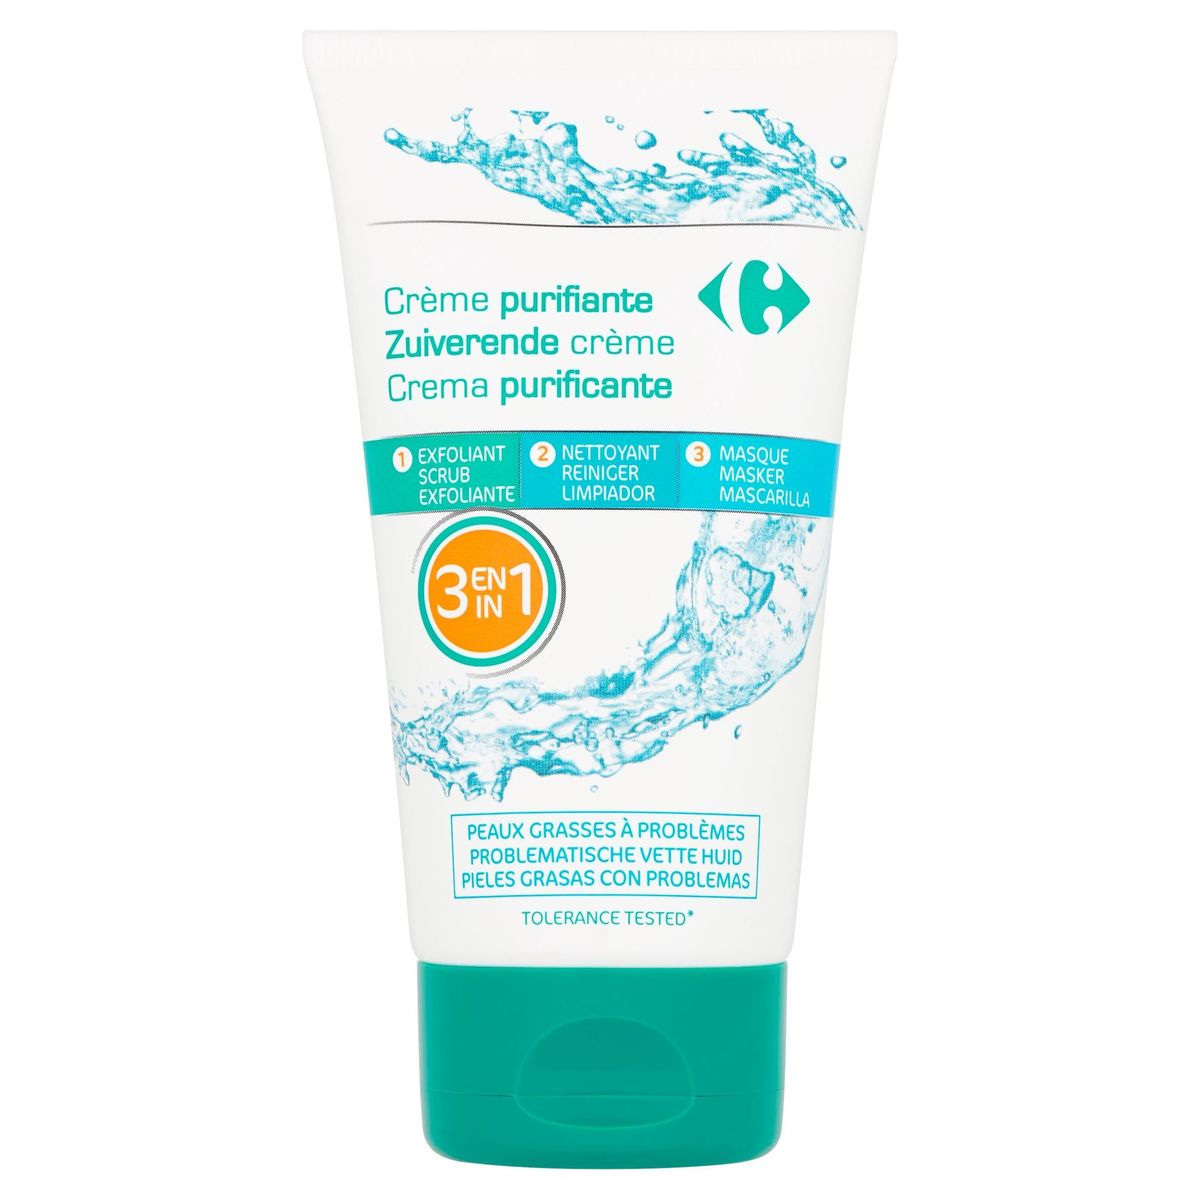 Crème purifiante
Zuiverende crème
Crema purificante
1 EXFOLIANT
SCRUB
EXFOLIANTE
2 NETTOYANT
REINIGER
LIMPIADOR
3 MASQUE
MASKER
MASCARILLA
3 EN IN 1
PEAUX GRASSES À PROBLÈMES
PROBLEMATISCHE VETTE HUID
PIELES GRASAS CON PROBLEMAS
TOLERANCE TESTED*